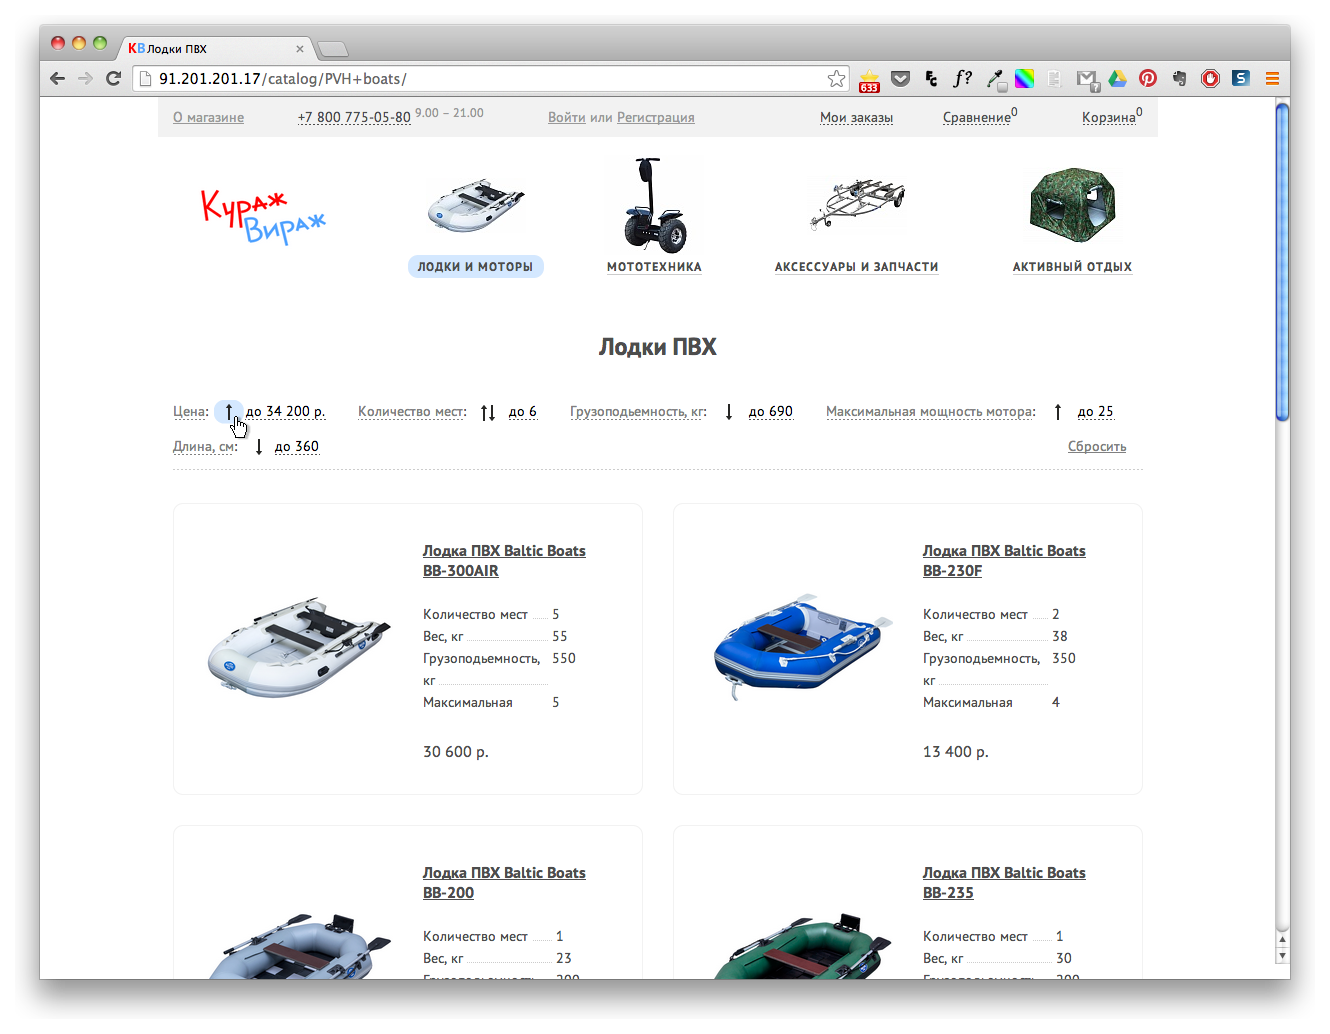 КВ Лодки ПВХ
91.201.201.17/catalog/PVH+boats/
633
О магазине +7 800 775-05-80 9.00 – 21.00 Войти или Регистрация Мои заказы Сравнение0 Корзина0
Кураж
Вираж
ЛОДКИ И МОТОРЫ МОТОТЕХНИКА АКСЕССУАРЫ И ЗАПЧАСТИ АКТИВНЫЙ ОТДЫХ
Лодки ПВХ
Цена: ↑ до 34 200 р. Количество мест: ↑↓ до 6 Грузоподьемность, кг: ↓ до 690 Максимальная мощность мотора: ↑ до 25
Длина, см: ↓ до 360 Сбросить
Лодка ПВХ Baltic Boats
BB-300AIR
Количество мест 5
Вес, кг 55
Грузоподьемность, 550
кг
Максимальная 5
30 600 р.
Лодка ПВХ Baltic Boats
BB-230F
Количество мест 2
Вес, кг 38
Грузоподьемность, 350
кг
Максимальная 4
13 400 р.
Лодка ПВХ Baltic Boats
BB-200
Количество мест 1
Вес, кг 23
Лодка ПВХ Baltic Boats
BB-235
Количество мест 1
Вес, кг 30